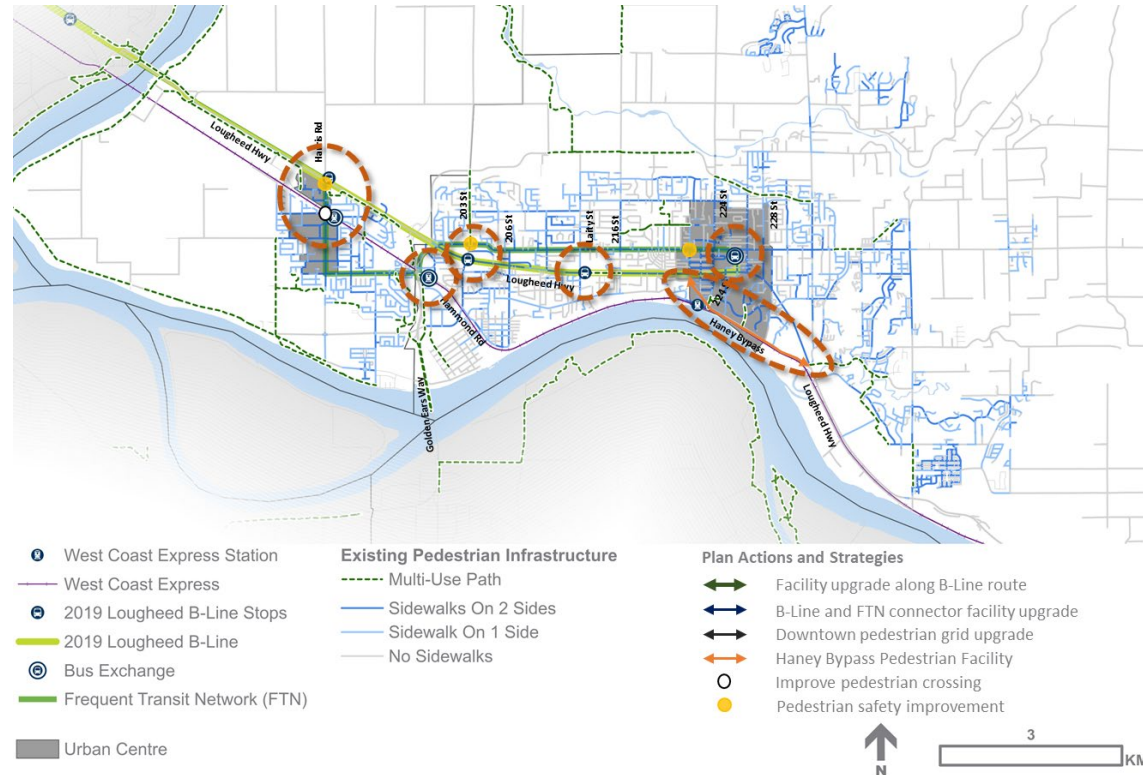 Lougheed Hwy
Harris Rd
203 St
206 St
Laity St
216 St
224 St
228 St
Lougheed Hwy
Hammond Rd
Golden Ears Way
224
Haney Bypass
Lougheed Hwy
West Coast Express Station
West Coast Express
2019 Lougheed B-Line Stops
2019 Lougheed B-Line
Bus Exchange
Frequent Transit Network (FTN)
Urban Centre
Existing Pedestrian Infrastructure
Multi-Use Path
Sidewalks On 2 Sides
Sidewalk On 1 Side
No Sidewalks
Plan Actions and Strategies
Facility upgrade along B-Line route
B-Line and FTN connector facility upgrade
Downtown pedestrian grid upgrade
Haney Bypass Pedestrian Facility
Improve pedestrian crossing
Pedestrian safety improvement
N
3
KM